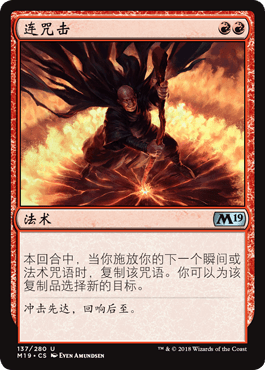 连咒击
法术
M19
本回合中，当你施放你的下一个瞬间或
法术咒语时，复制该咒语。你可以为该
复制品选择新的目标。
冲击先达，回响后至。
137/280 U
M19 • CS EVEN AMUNDSEN
™ & © 2018 Wizards of the Coast